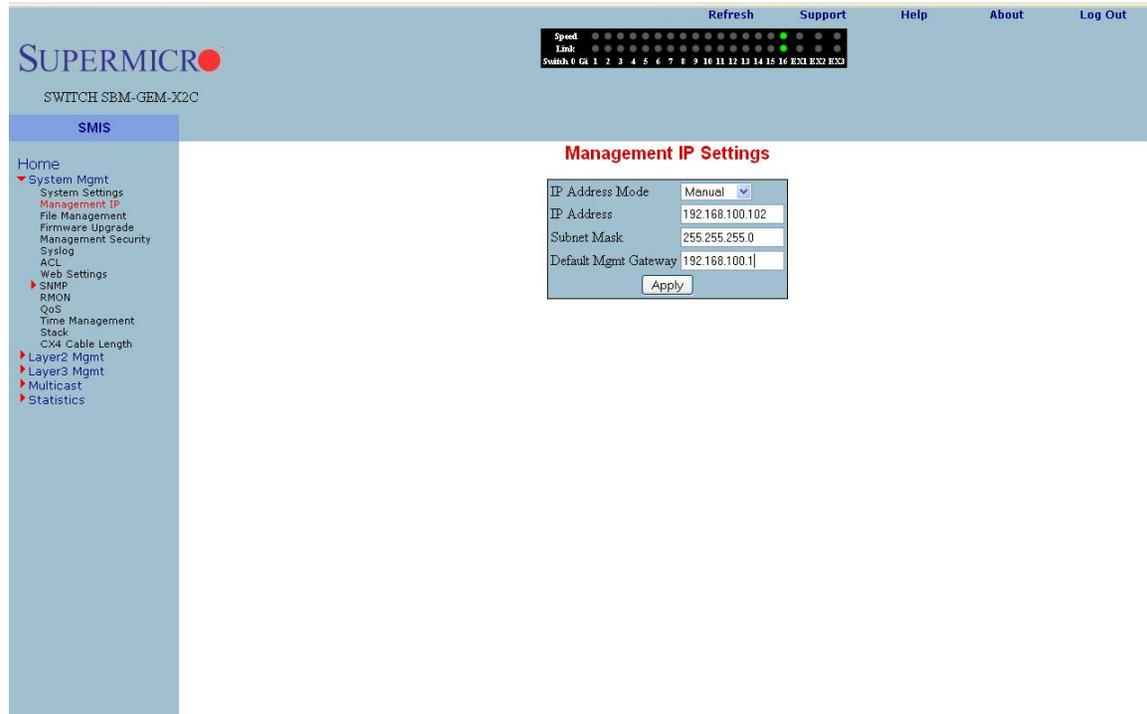 Refresh Support Help About Log Out
Speed
Link
Switch 0 Gi 1 2 3 4 5 6 7 8 9 10 11 12 13 14 15 16 EX1 EX2 EX3
SUPERMICRO
SWITCH SBM-GEM-X2C
SMIS
Home
System Mgmt
System Settings
Management IP
File Management
Firmware Upgrade
Management Security
Syslog
ACL
Web Settings
SNMP
RMON
QoS
Time Management
Stack
CX4 Cable Length
Layer2 Mgmt
Layer3 Mgmt
Multicast
Statistics
Management IP Settings
IP Address Mode Manual
IP Address 192.168.100.102
Subnet Mask 255.255.255.0
Default Mgmt Gateway 192.168.100.1
Apply